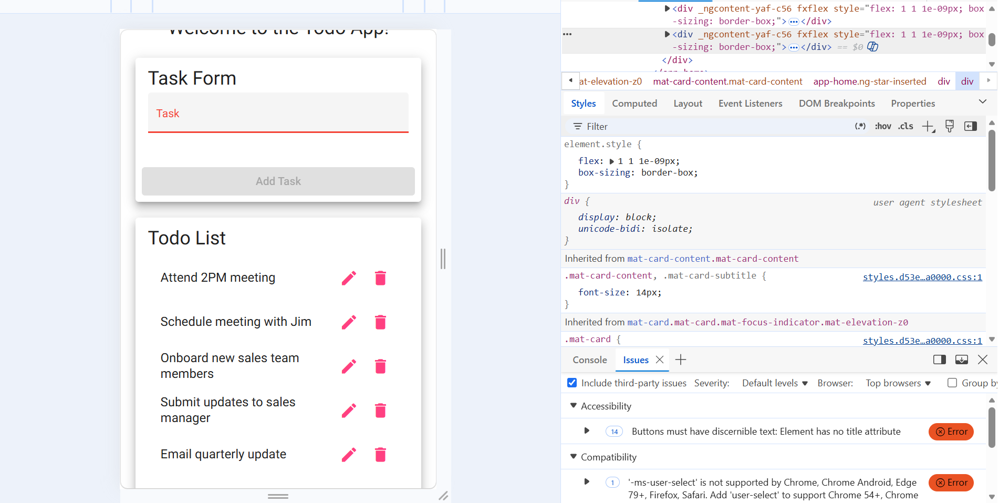 Welcome to the Todo App!
Task Form
Task
Add Task
Todo List
Attend 2PM meeting
Schedule meeting with Jim
Onboard new sales team
members
Submit updates to sales
manager
Email quarterly update
<div _ngcontent-yaf-c56 fxflex style="flex: 1 1 1e-09px; box
-sizing: border-box;">…</div>
<div _ngcontent-yaf-c56 fxflex style="flex: 1 1 1e-09px; box
-sizing: border-box;">…</div> == $0
</div>
</app-home>
at-elevation-z0 mat-card-content.mat-card-content app-home.ng-star-inserted div div
Styles Computed Layout Event Listeners DOM Breakpoints Properties
Filter (.*) :hov .cls
element.style {
flex: 1 1 1e-09px;
box-sizing: border-box;
}
div { user agent stylesheet
display: block;
unicode-bidi: isolate;
}
Inherited from mat-card-content.mat-card-content
.mat-card-content, .mat-card-subtitle { styles.d53e…a0000.css:1
font-size: 14px;
}
Inherited from mat-card.mat-card.mat-focus-indicator.mat-elevation-z0
.mat-card { styles.d53e…a0000.css:1
Console Issues
Include third-party issues Severity: Default levels Browser: Top browsers Group by
Accessibility
14 Buttons must have discernible text: Element has no title attribute Error
Compatibility
1 '-ms-user-select' is not supported by Chrome, Chrome Android, Edge Error
79+, Firefox, Safari. Add 'user-select' to support Chrome 54+, Chrome